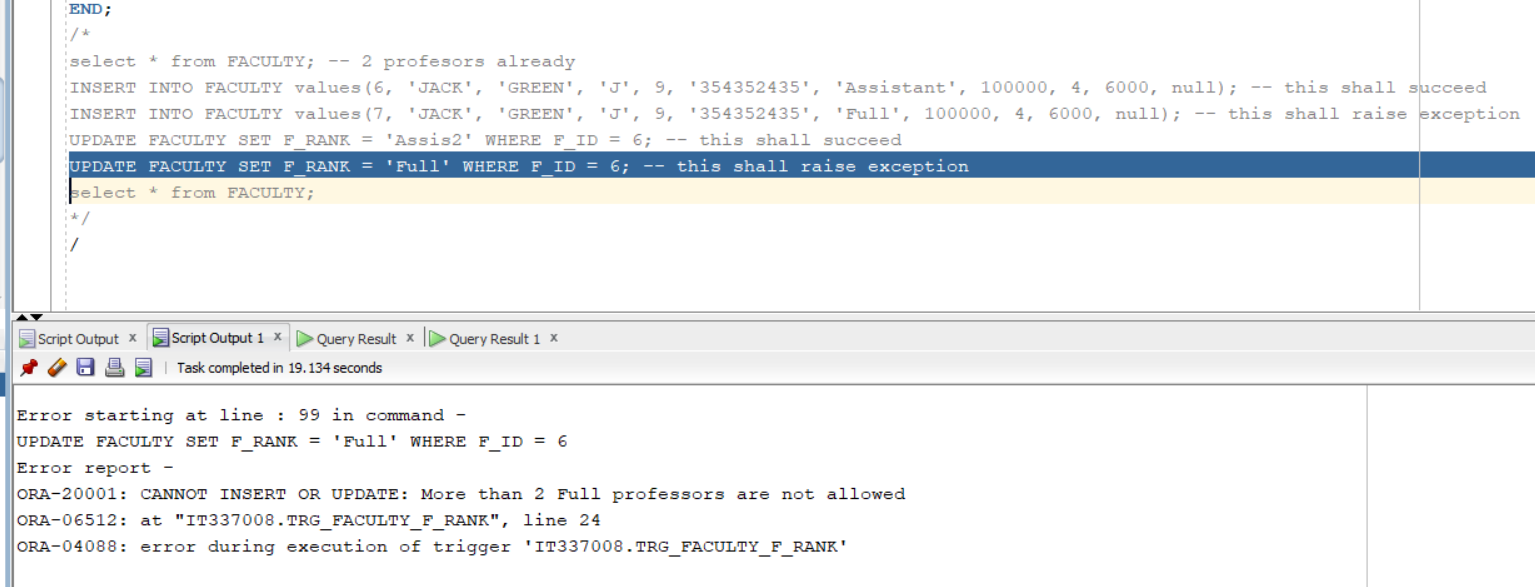 END;
/*
select * from FACULTY; -- 2 profesors already
INSERT INTO FACULTY values(6, 'JACK', 'GREEN', 'J', 9, '354352435', 'Assistant', 100000, 4, 6000, null); -- this shall succeed
INSERT INTO FACULTY values(7, 'JACK', 'GREEN', 'J', 9, '354352435', 'Full', 100000, 4, 6000, null); -- this shall raise exception
UPDATE FACULTY SET F_RANK = 'Assis2' WHERE F_ID = 6; -- this shall succeed
UPDATE FACULTY SET F_RANK = 'Full' WHERE F_ID = 6; -- this shall raise exception
select * from FACULTY;
*/
/
Script Output x Script Output 1 x Query Result x Query Result 1 x
Task completed in 19.134 seconds
Error starting at line : 99 in command -
UPDATE FACULTY SET F_RANK = 'Full' WHERE F_ID = 6
Error report -
ORA-20001: CANNOT INSERT OR UPDATE: More than 2 Full professors are not allowed
ORA-06512: at "IT337008.TRG_FACULTY_F_RANK", line 24
ORA-04088: error during execution of trigger 'IT337008.TRG_FACULTY_F_RANK'